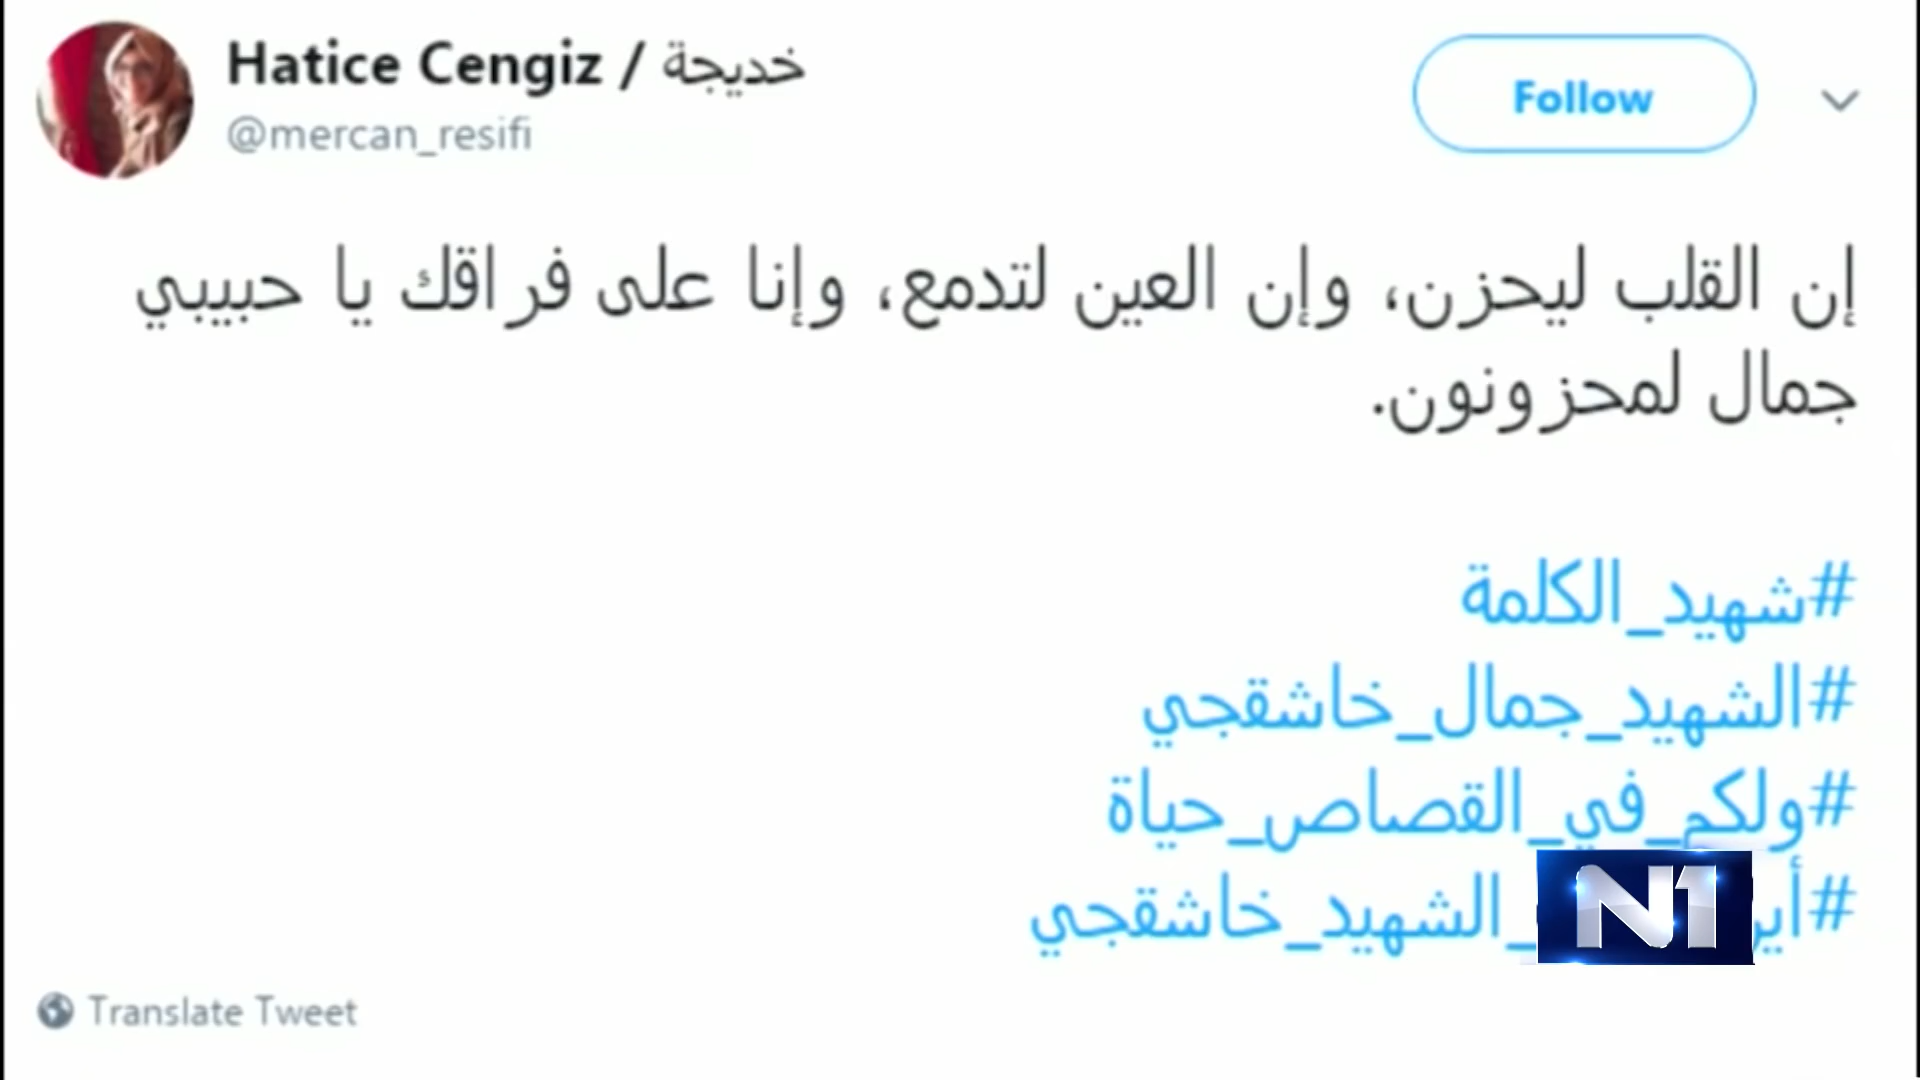 Hatice Cengiz / خديجة
@mercan_resifi
Follow
إن القلب ليحزن، وإن العين لتدمع، وإنا على فراقك يا حبيبي
جمال لمحزونون.
#شهيد_الكلمة
#الشهيد_جمال_خاشقجي
#ولكم_في_القصاص_حياة
_الشهيد_خاشقجي
N1
Translate Tweet